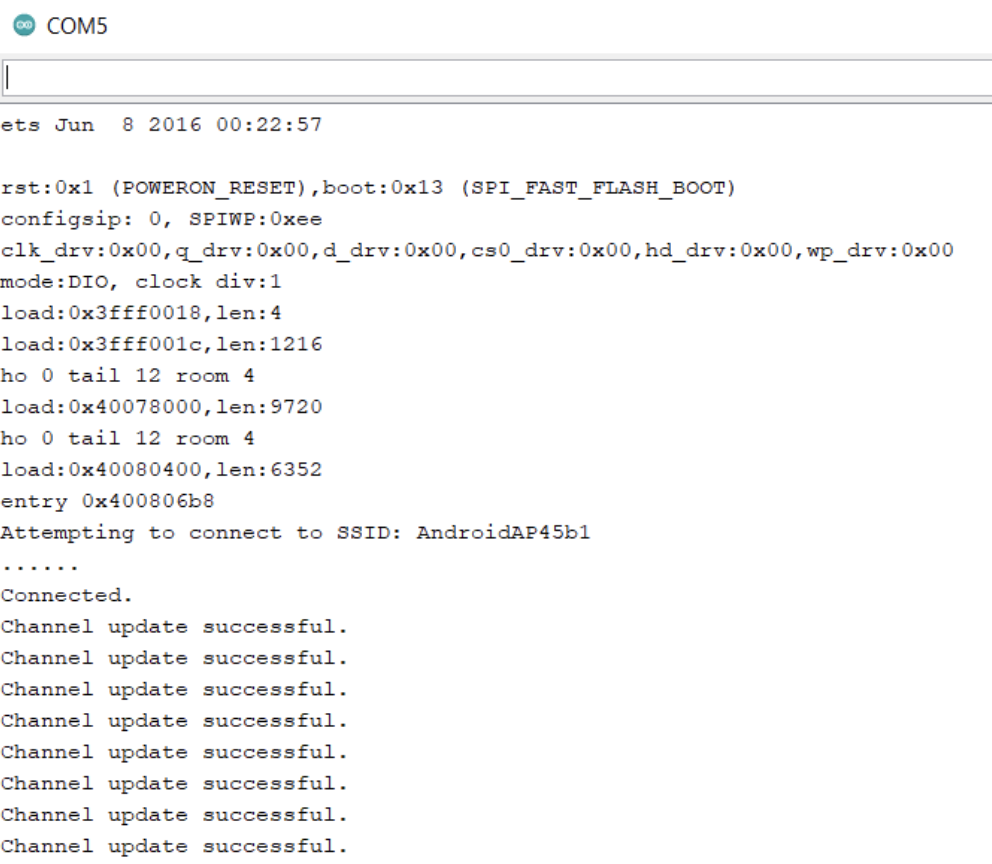 COM5
ets Jun  8 2016 00:22:57
rst:0x1 (POWERON_RESET),boot:0x13 (SPI_FAST_FLASH_BOOT)
configsip: 0, SPIWP:0xee
clk_drv:0x00,q_drv:0x00,d_drv:0x00,cs0_drv:0x00,hd_drv:0x00,wp_drv:0x00
mode:DIO, clock div:1
load:0x3fff0018,len:4
load:0x3fff001c,len:1216
ho 0 tail 12 room 4
load:0x40078000,len:9720
ho 0 tail 12 room 4
load:0x40080400,len:6352
entry 0x400806b8
Attempting to connect to SSID: AndroidAP45b1
......
Connected.
Channel update successful.
Channel update successful.
Channel update successful.
Channel update successful.
Channel update successful.
Channel update successful.
Channel update successful.
Channel update successful.